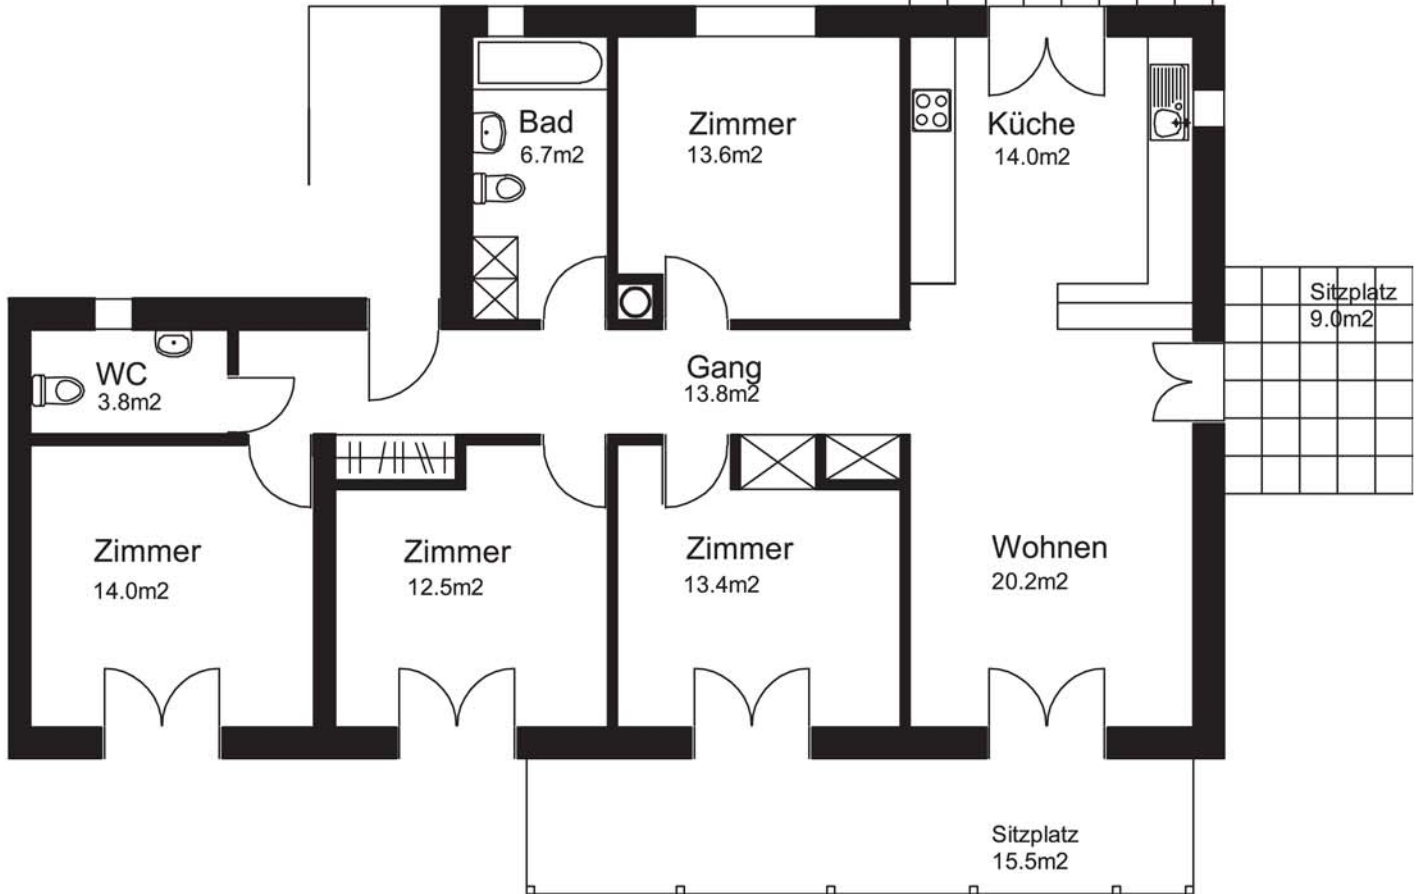 Bad
6.7m2
Zimmer
13.6m2
Küche
14.0m2
Sitzplatz
9.0m2
WC
3.8m2
Gang
13.8m2
Zimmer
14.0m2
Zimmer
12.5m2
Zimmer
13.4m2
Wohnen
20.2m2
Sitzplatz
15.5m2